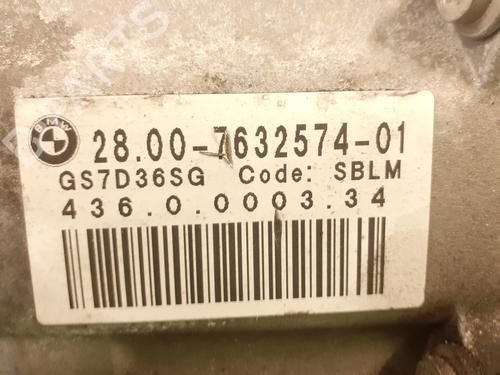 BMW
28.00-7632574-01
GS7D36SG Code: SBLM
436.0.0003.34